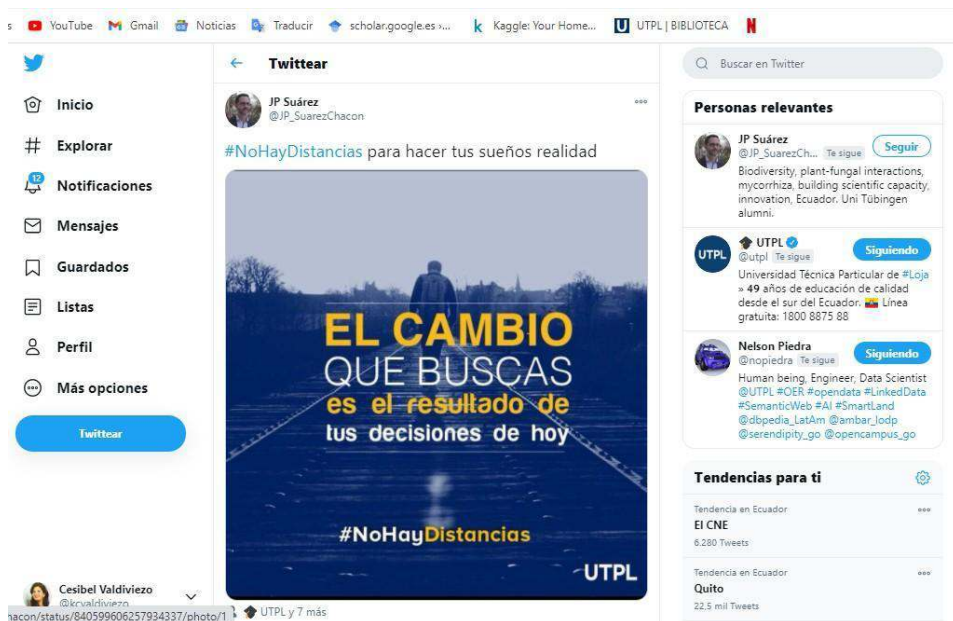 s YouTube Gmail Noticias Traducir scholar.google.es »... Kaggle: Your Home... UTPL | BIBLIOTECA
Inicio
Explorar
12
Notificaciones
Mensajes
Guardados
Listas
Perfil
Más opciones
Twittear
Cesibel Valdiviezo
@kcvaldiviezo
hacon/status/840599606257934337/photo/1
Twittear
JP Suárez
@JP_SuarezChacon
#NoHayDistancias para hacer tus sueños realidad
EL CAMBIO
QUE BUSCAS
es el resultado de
tus decisiones de hoy
#NoHayDistancias
UTPL
UTPL y 7 más
Buscar en Twitter
Personas relevantes
JP Suárez
@JP_SuarezCh... Te sigue Seguir
Biodiversity, plant-fungal interactions,
mycorrhiza, building scientific capacity,
innovation, Ecuador. Uni Tübingen
alumni.
UTPL
UTPL
@utpl Te sigue Siguiendo
Universidad Técnica Particular de #Loja
» 49 años de educación de calidad
desde el sur del Ecuador. Línea
gratuita: 1800 8875 88
Nelson Piedra
@nopiedra Te sigue Siguiendo
Human being, Engineer, Data Scientist
@UTPL #OER #opendata #LinkedData
#SemanticWeb #AI #SmartLand
@dbpedia_LatAm @ambar_lodp
@serendipity_go @opencampus_go
Tendencias para ti
Tendencia en Ecuador
El CNE
6.280 Tweets
Tendencia en Ecuador
Quito
22,5 mil Tweets